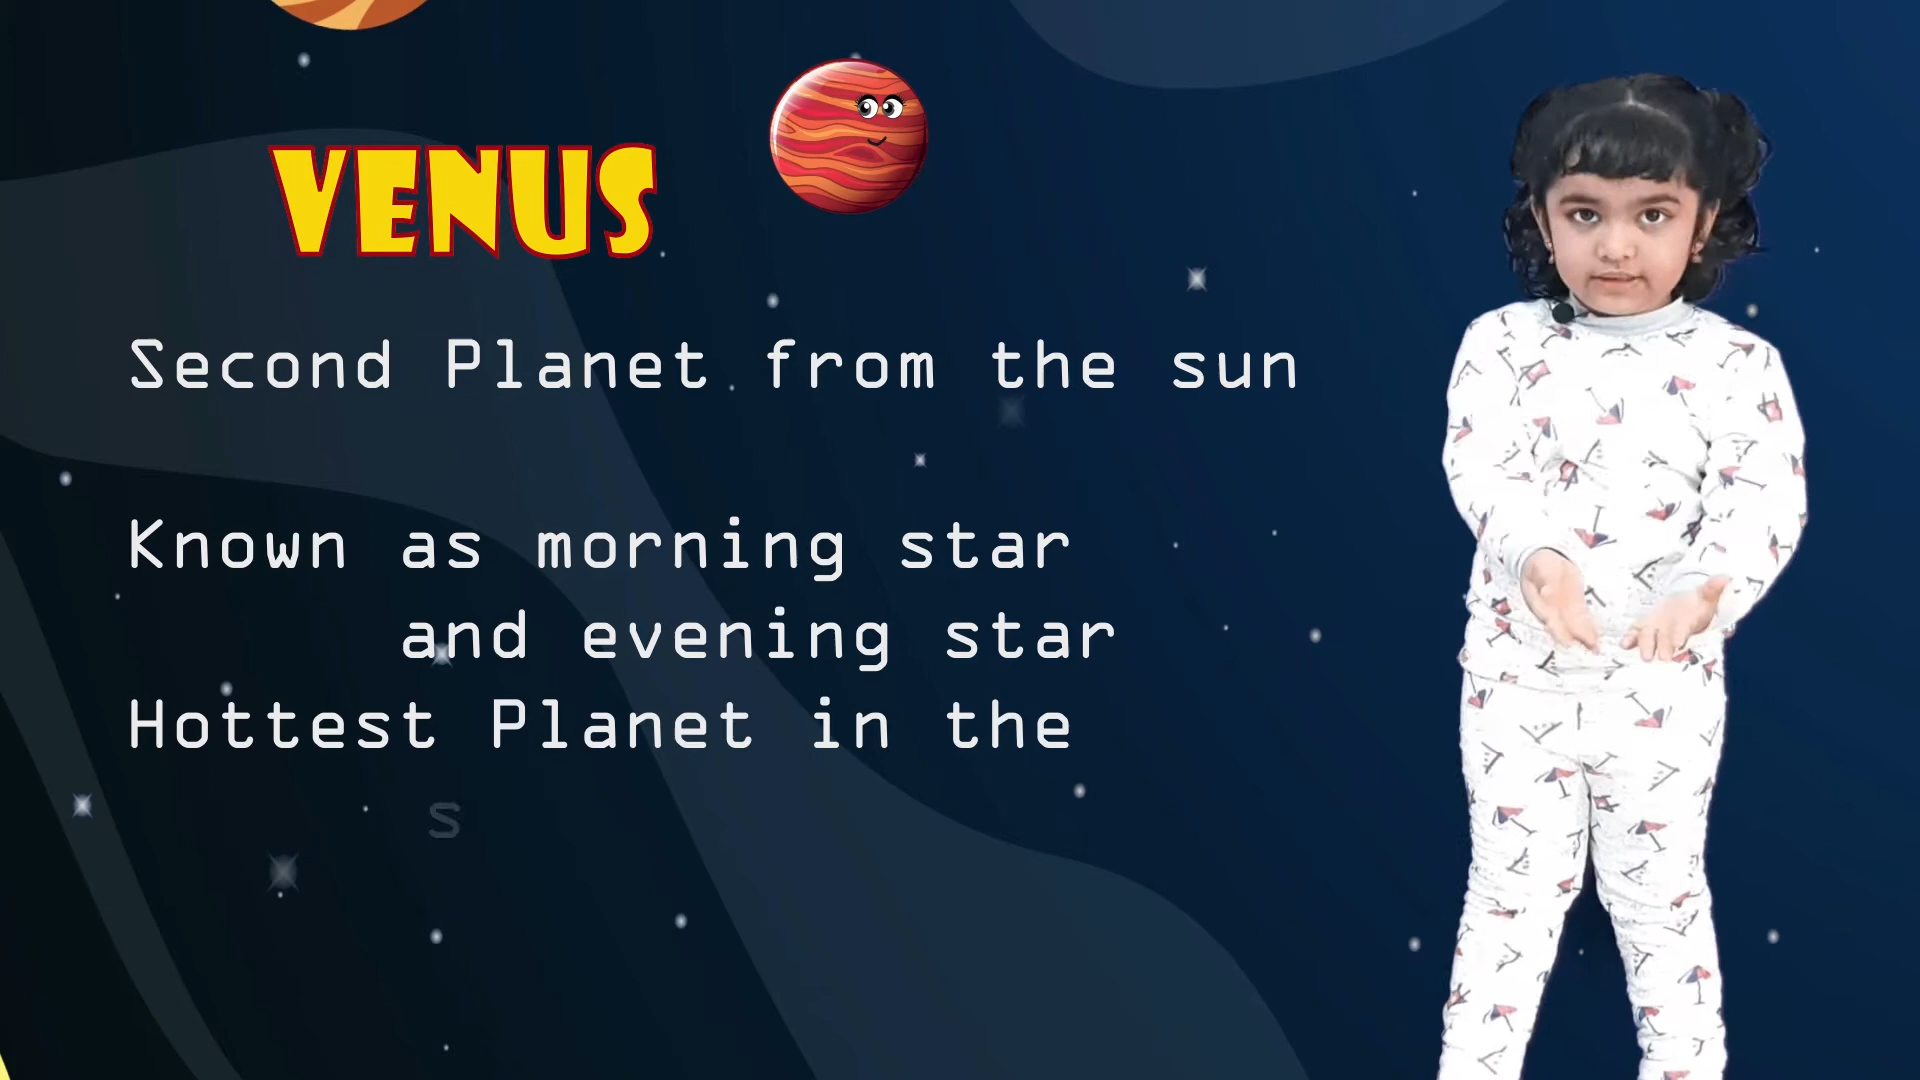 VENUS
Second Planet from the sun
Known as morning star
and evening star
Hottest Planet in the
s